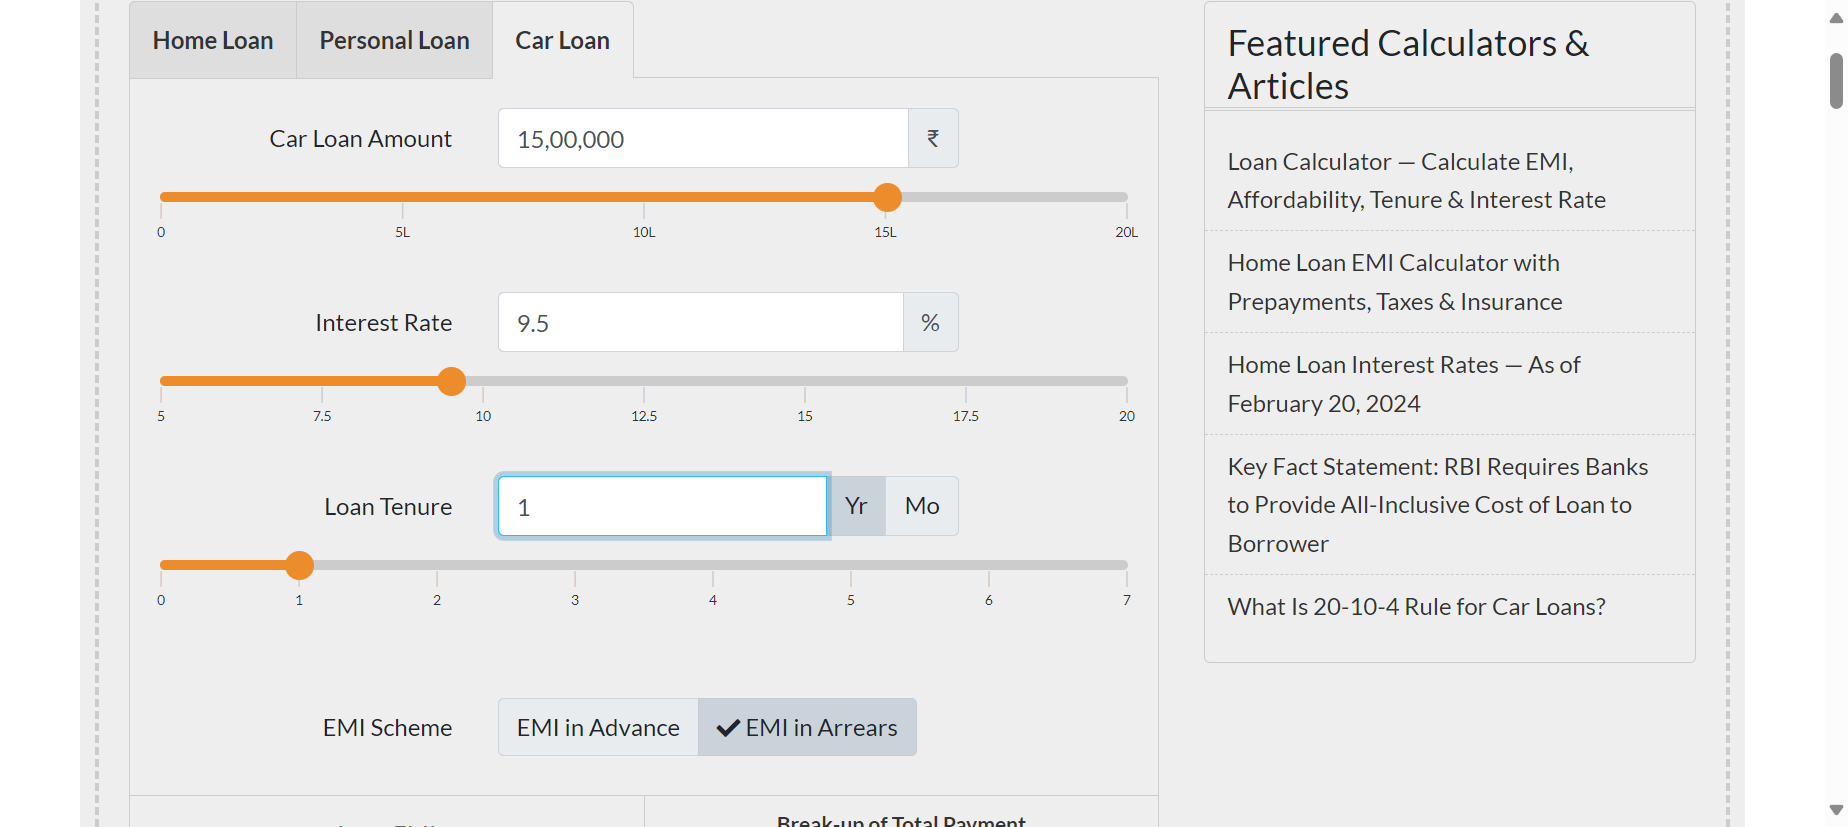 Home Loan
Personal Loan
Car Loan
Car Loan Amount
15,00,000
₹
0
5L
10L
15L
20L
Interest Rate
9.5
%
5
7.5
10
12.5
15
17.5
20
Loan Tenure
1
Yr
Mo
0
1
2
3
4
5
6
7
EMI Scheme
EMI in Advance
EMI in Arrears
Break-up of Total Payment
Featured Calculators &
Articles
Loan Calculator — Calculate EMI,
Affordability, Tenure & Interest Rate
Home Loan EMI Calculator with
Prepayments, Taxes & Insurance
Home Loan Interest Rates — As of
February 20, 2024
Key Fact Statement: RBI Requires Banks
to Provide All-Inclusive Cost of Loan to
Borrower
What Is 20-10-4 Rule for Car Loans?